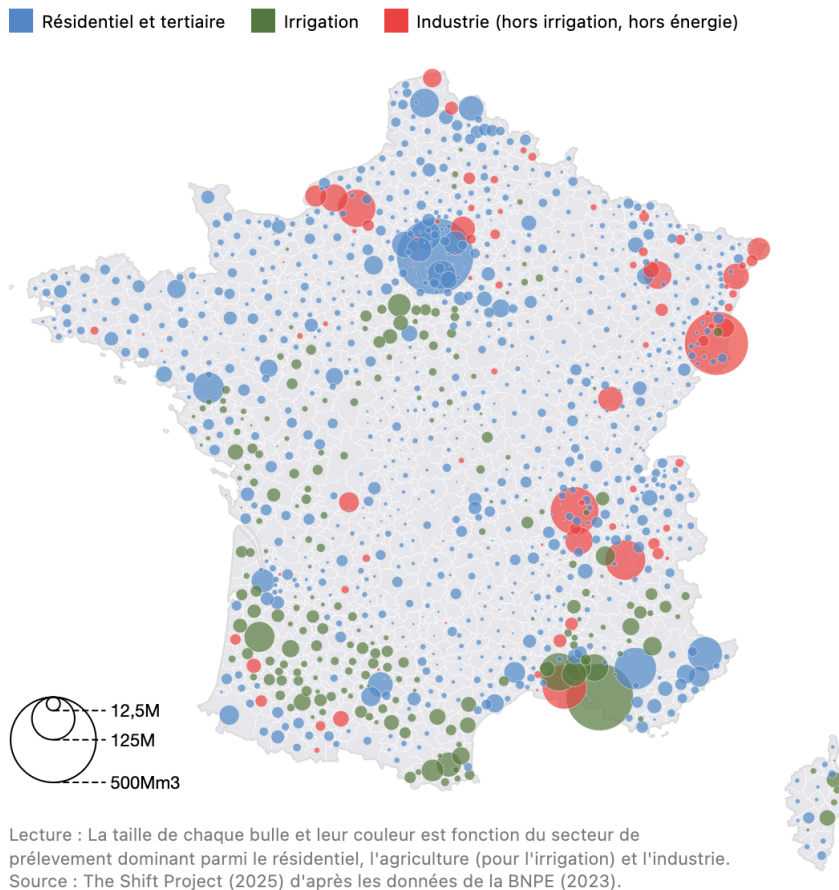 Résidentiel et tertiaire Irrigation Industrie (hors irrigation, hors énergie)
12,5M
125M
500Mm3
Lecture : La taille de chaque bulle et leur couleur est fonction du secteur de
prélevement dominant parmi le résidentiel, l'agriculture (pour l'irrigation) et l'industrie.
Source : The Shift Project (2025) d'après les données de la BNPE (2023).